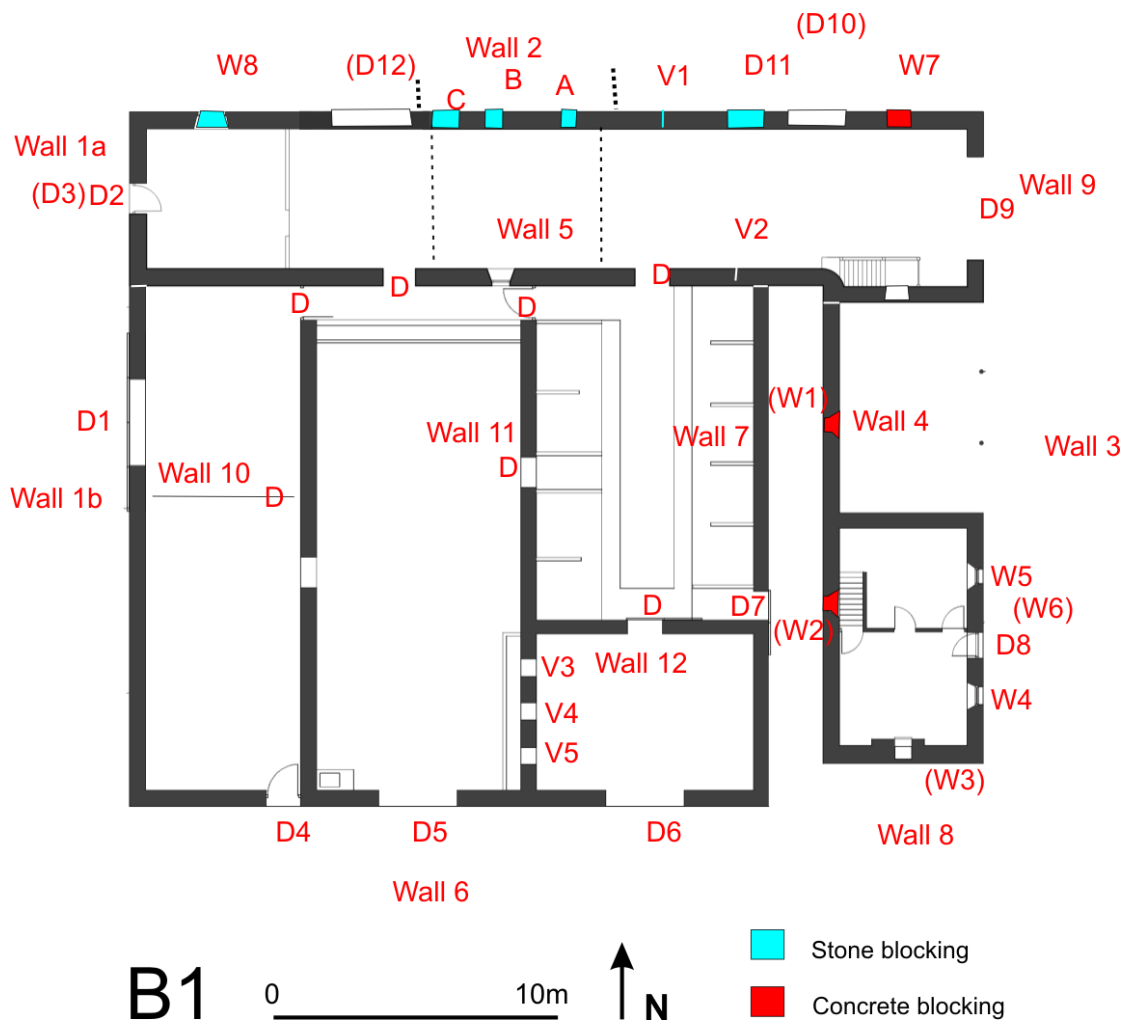 (D10)
Wall 2
W8
(D12)
B
A
V1
D11
W7
C
Wall 1a
(D3) D2
Wall 9
D9
Wall 5
V2
D
D
D
D
D1
Wall 11
Wall 7
(W1)
Wall 4
Wall 3
Wall 10
D
D
Wall 1b
W5
(W6)
D
D7
(W2)
D8
Wall 12
V3
W4
V4
V5
(W3)
D4
D5
D6
Wall 8
Wall 6
Stone blocking
B1
0
10m
N
Concrete blocking